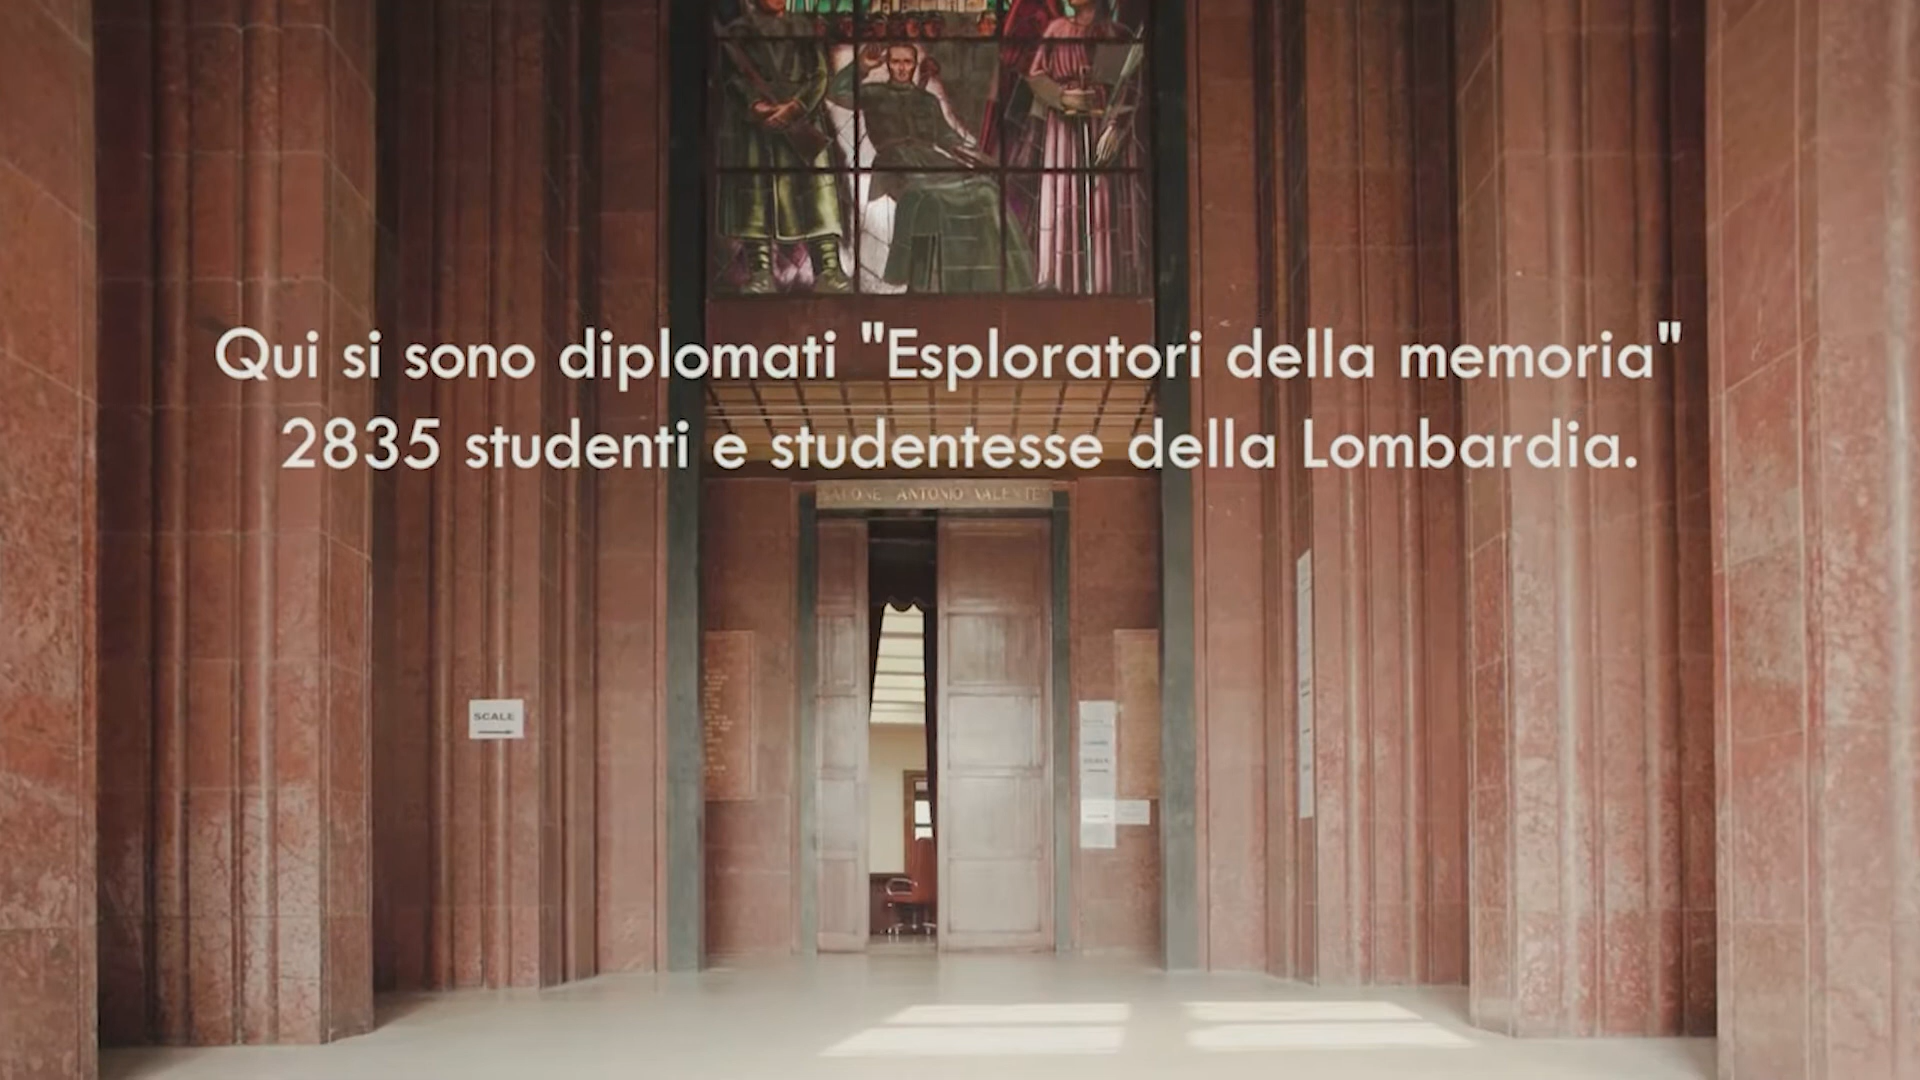 Qui si sono diplomati "Esploratori della memoria"
2835 studenti e studentesse della Lombardia.
SALONE ANTONIO VALENTE
SCALE